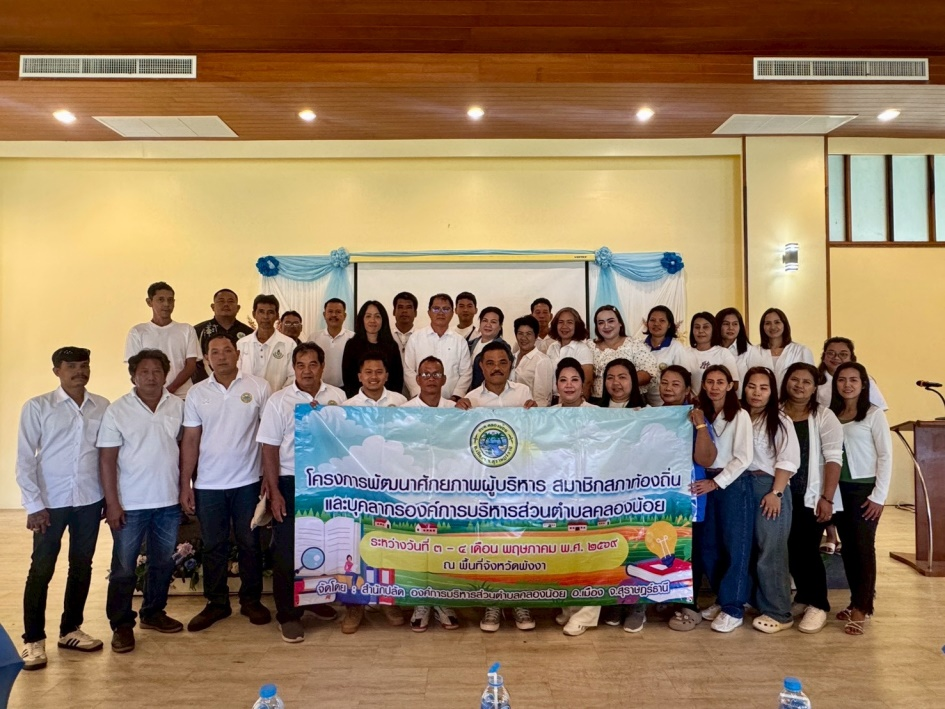 โครงการพัฒนาศักยภาพผู้บริหาร สมาชิกสภาท้องถิ่น
และบุคลากรองค์การบริหารส่วนตำบลคลองน้อย
ระหว่างวันที่ ๓ - ๔ เดือน พฤษภาคม พ.ศ. ๒๕๖๙
ณ พื้นที่จังหวัดพังงา
จัดโดย : สำนักปลัด องค์การบริหารส่วนตำบลคลองน้อย อ.เมือง จ.สุราษฎร์ธานี